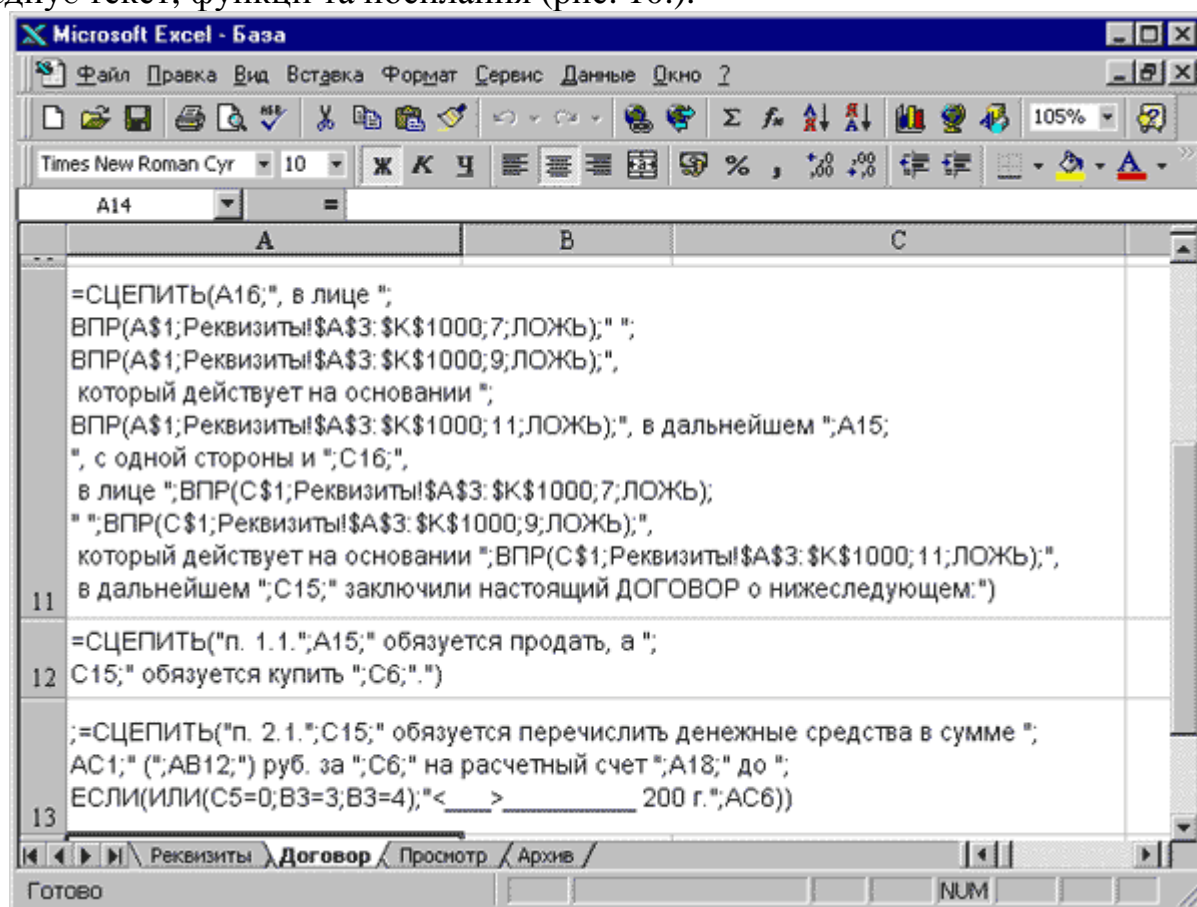 текст, функції та посилання (рис. 10.).
Microsoft Excel - База
Файл Правка Вид Вставка Формат Сервис Данные Окно ?
105%
Times New Roman Cyr 10 Ж К Ч
A14 =
A B C
=СЦЕПИТЬ(A16;", в лице ";
ВПР(A$1;Реквизиты!$A$3:$K$1000;7;ЛОЖЬ);" ";
ВПР(A$1;Реквизиты!$A$3:$K$1000;9;ЛОЖЬ);",
который действует на основании ";
ВПР(A$1;Реквизиты!$A$3:$K$1000;11;ЛОЖЬ);", в дальнейшем ";A15;
", с одной стороны и ";C16;",
в лице ";ВПР(C$1;Реквизиты!$A$3:$K$1000;7;ЛОЖЬ);
" ";ВПР(C$1;Реквизиты!$A$3:$K$1000;9;ЛОЖЬ);",
который действует на основании ";ВПР(C$1;Реквизиты!$A$3:$K$1000;11;ЛОЖЬ);",
11 в дальнейшем ";C15;" заключили настоящий ДОГОВОР о нижеследующем:")
=СЦЕПИТЬ("п. 1.1.";A15;" обязуется продать, а ";
12 C15;" обязуется купить ";C6;".")
;=СЦЕПИТЬ("п. 2.1.";C15;" обязуется перечислить денежные средства в сумме ";
AC1;" (";AB12;") руб. за ";C6;" на расчетный счет ";A18;" до ";
13 ЕСЛИ(ИЛИ(C5=0;B3=3;B3=4);"<___>___________ 200 г.";AC6))
Реквизиты Договор Просмотр Архив
Готово NUM